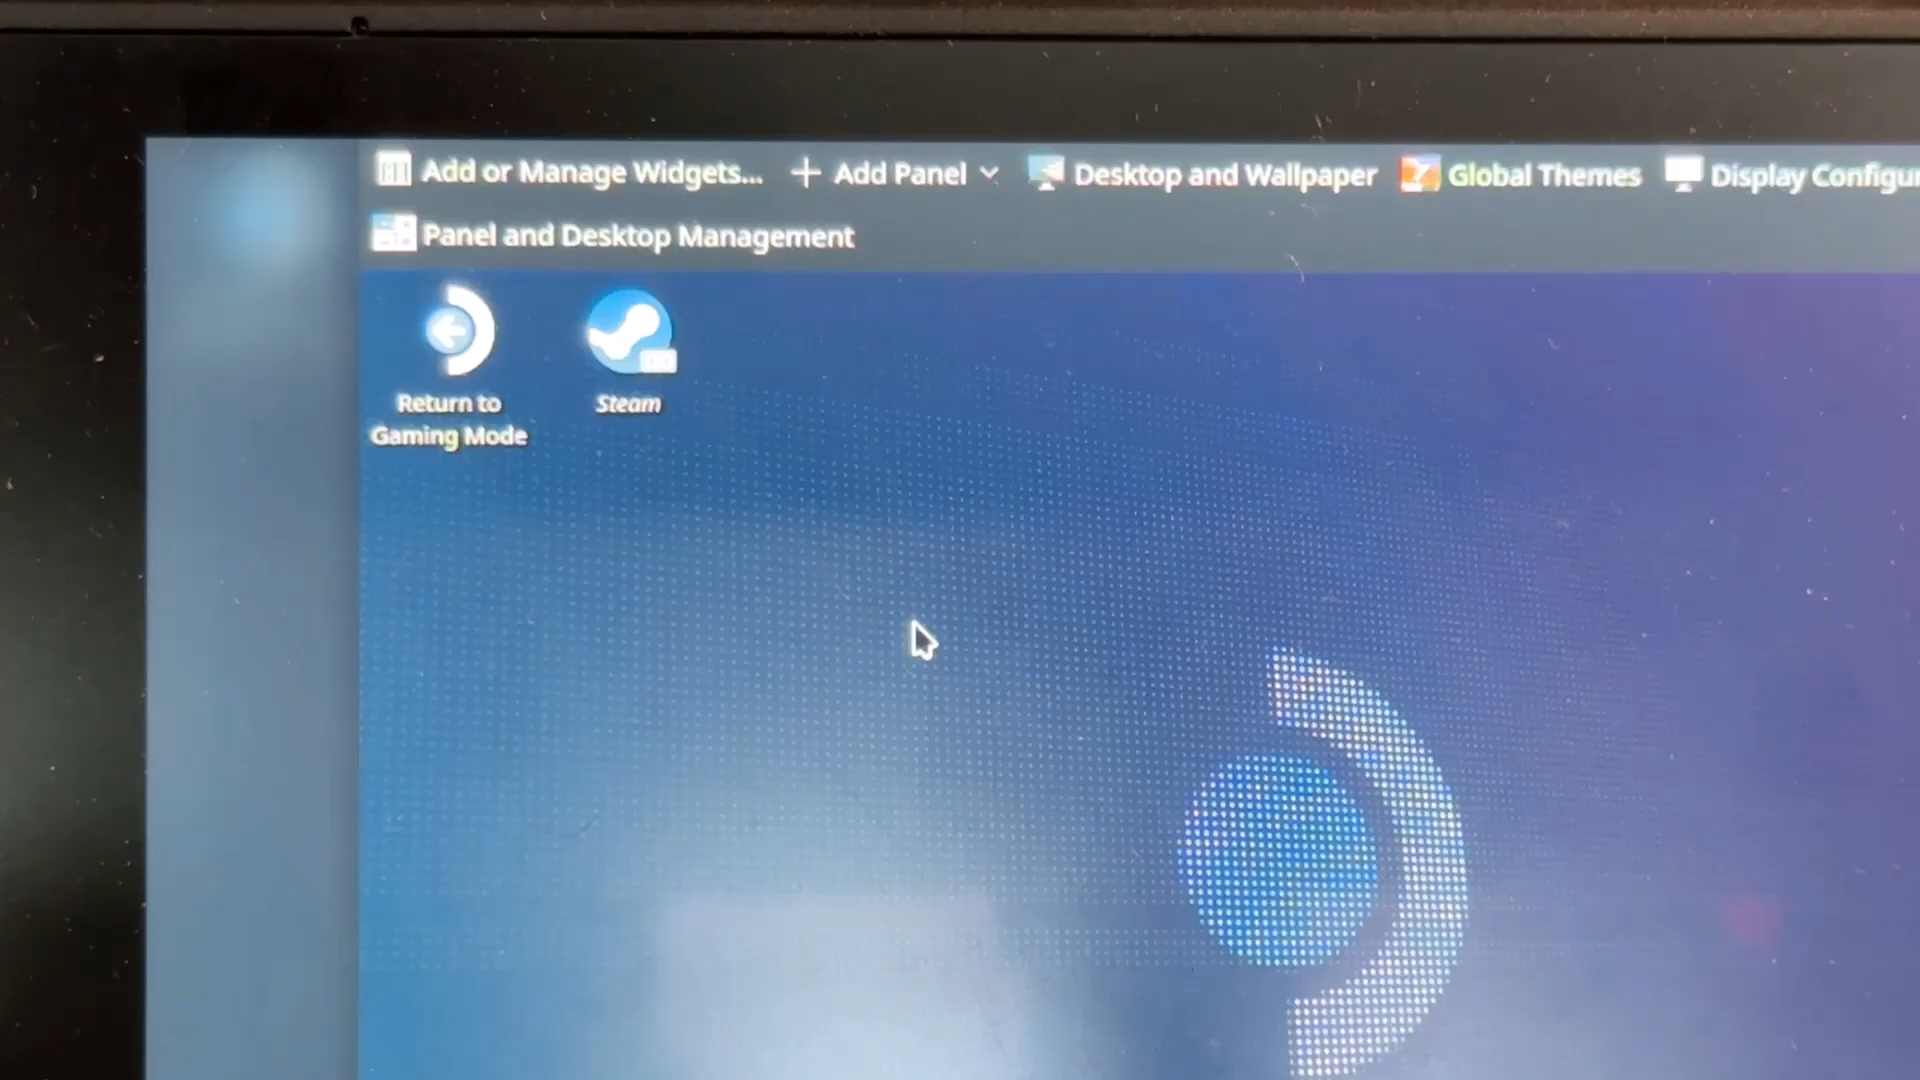 Add or Manage Widgets... Add Panel Desktop and Wallpaper Global Themes Display
Panel and Desktop Management
Return to
Gaming Mode
Steam